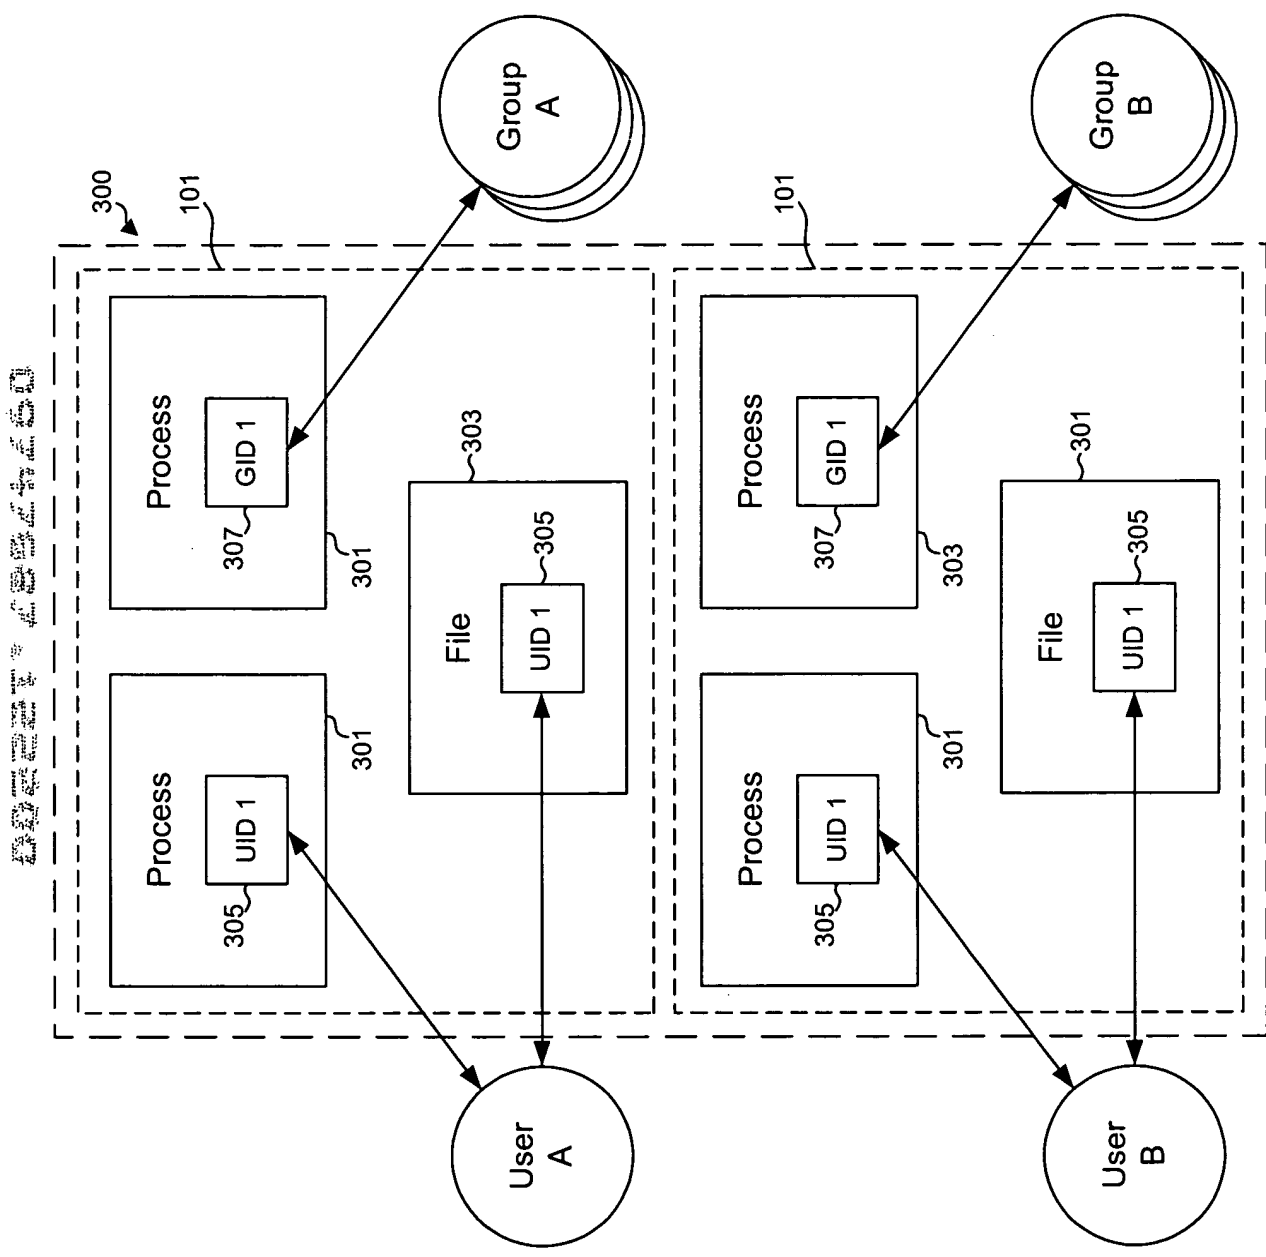 300
Process
Process
101
305
UID 1
307
GID 1
301
301
File
303
User
A
UID 1
305
Group
A
Process
Process
101
305
UID 1
307
GID 1
301
303
File
301
User
B
UID 1
305
Group
B